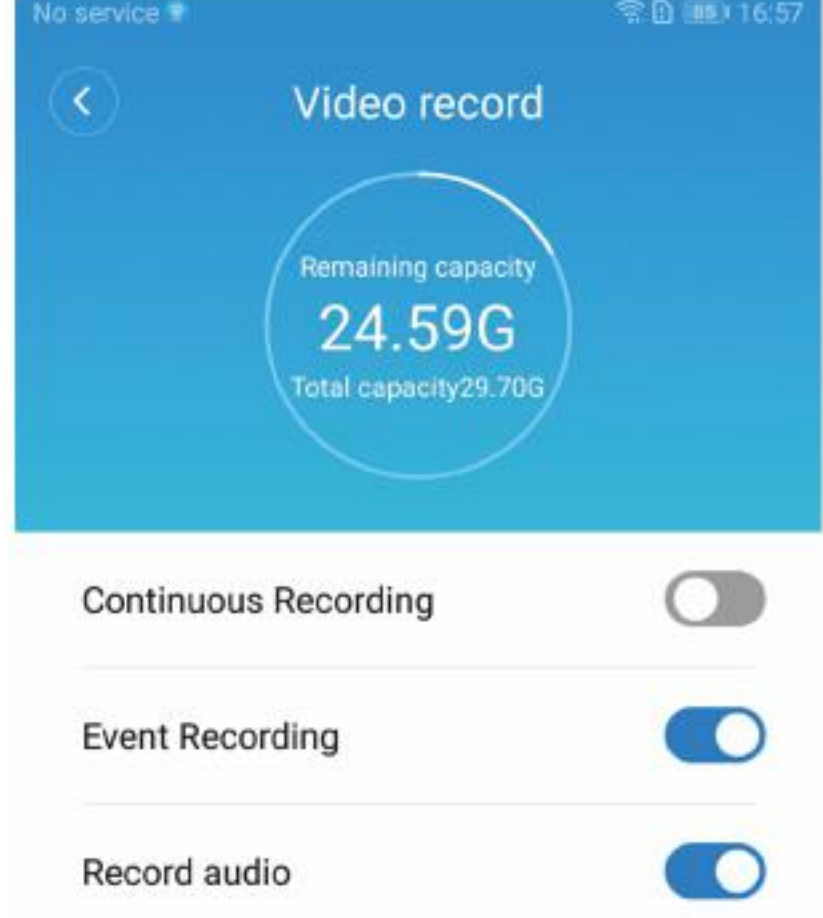 No service 85 16:57
Video record
Remaining capacity
24.59G
Total capacity29.70G
Continuous Recording
Event Recording
Record audio